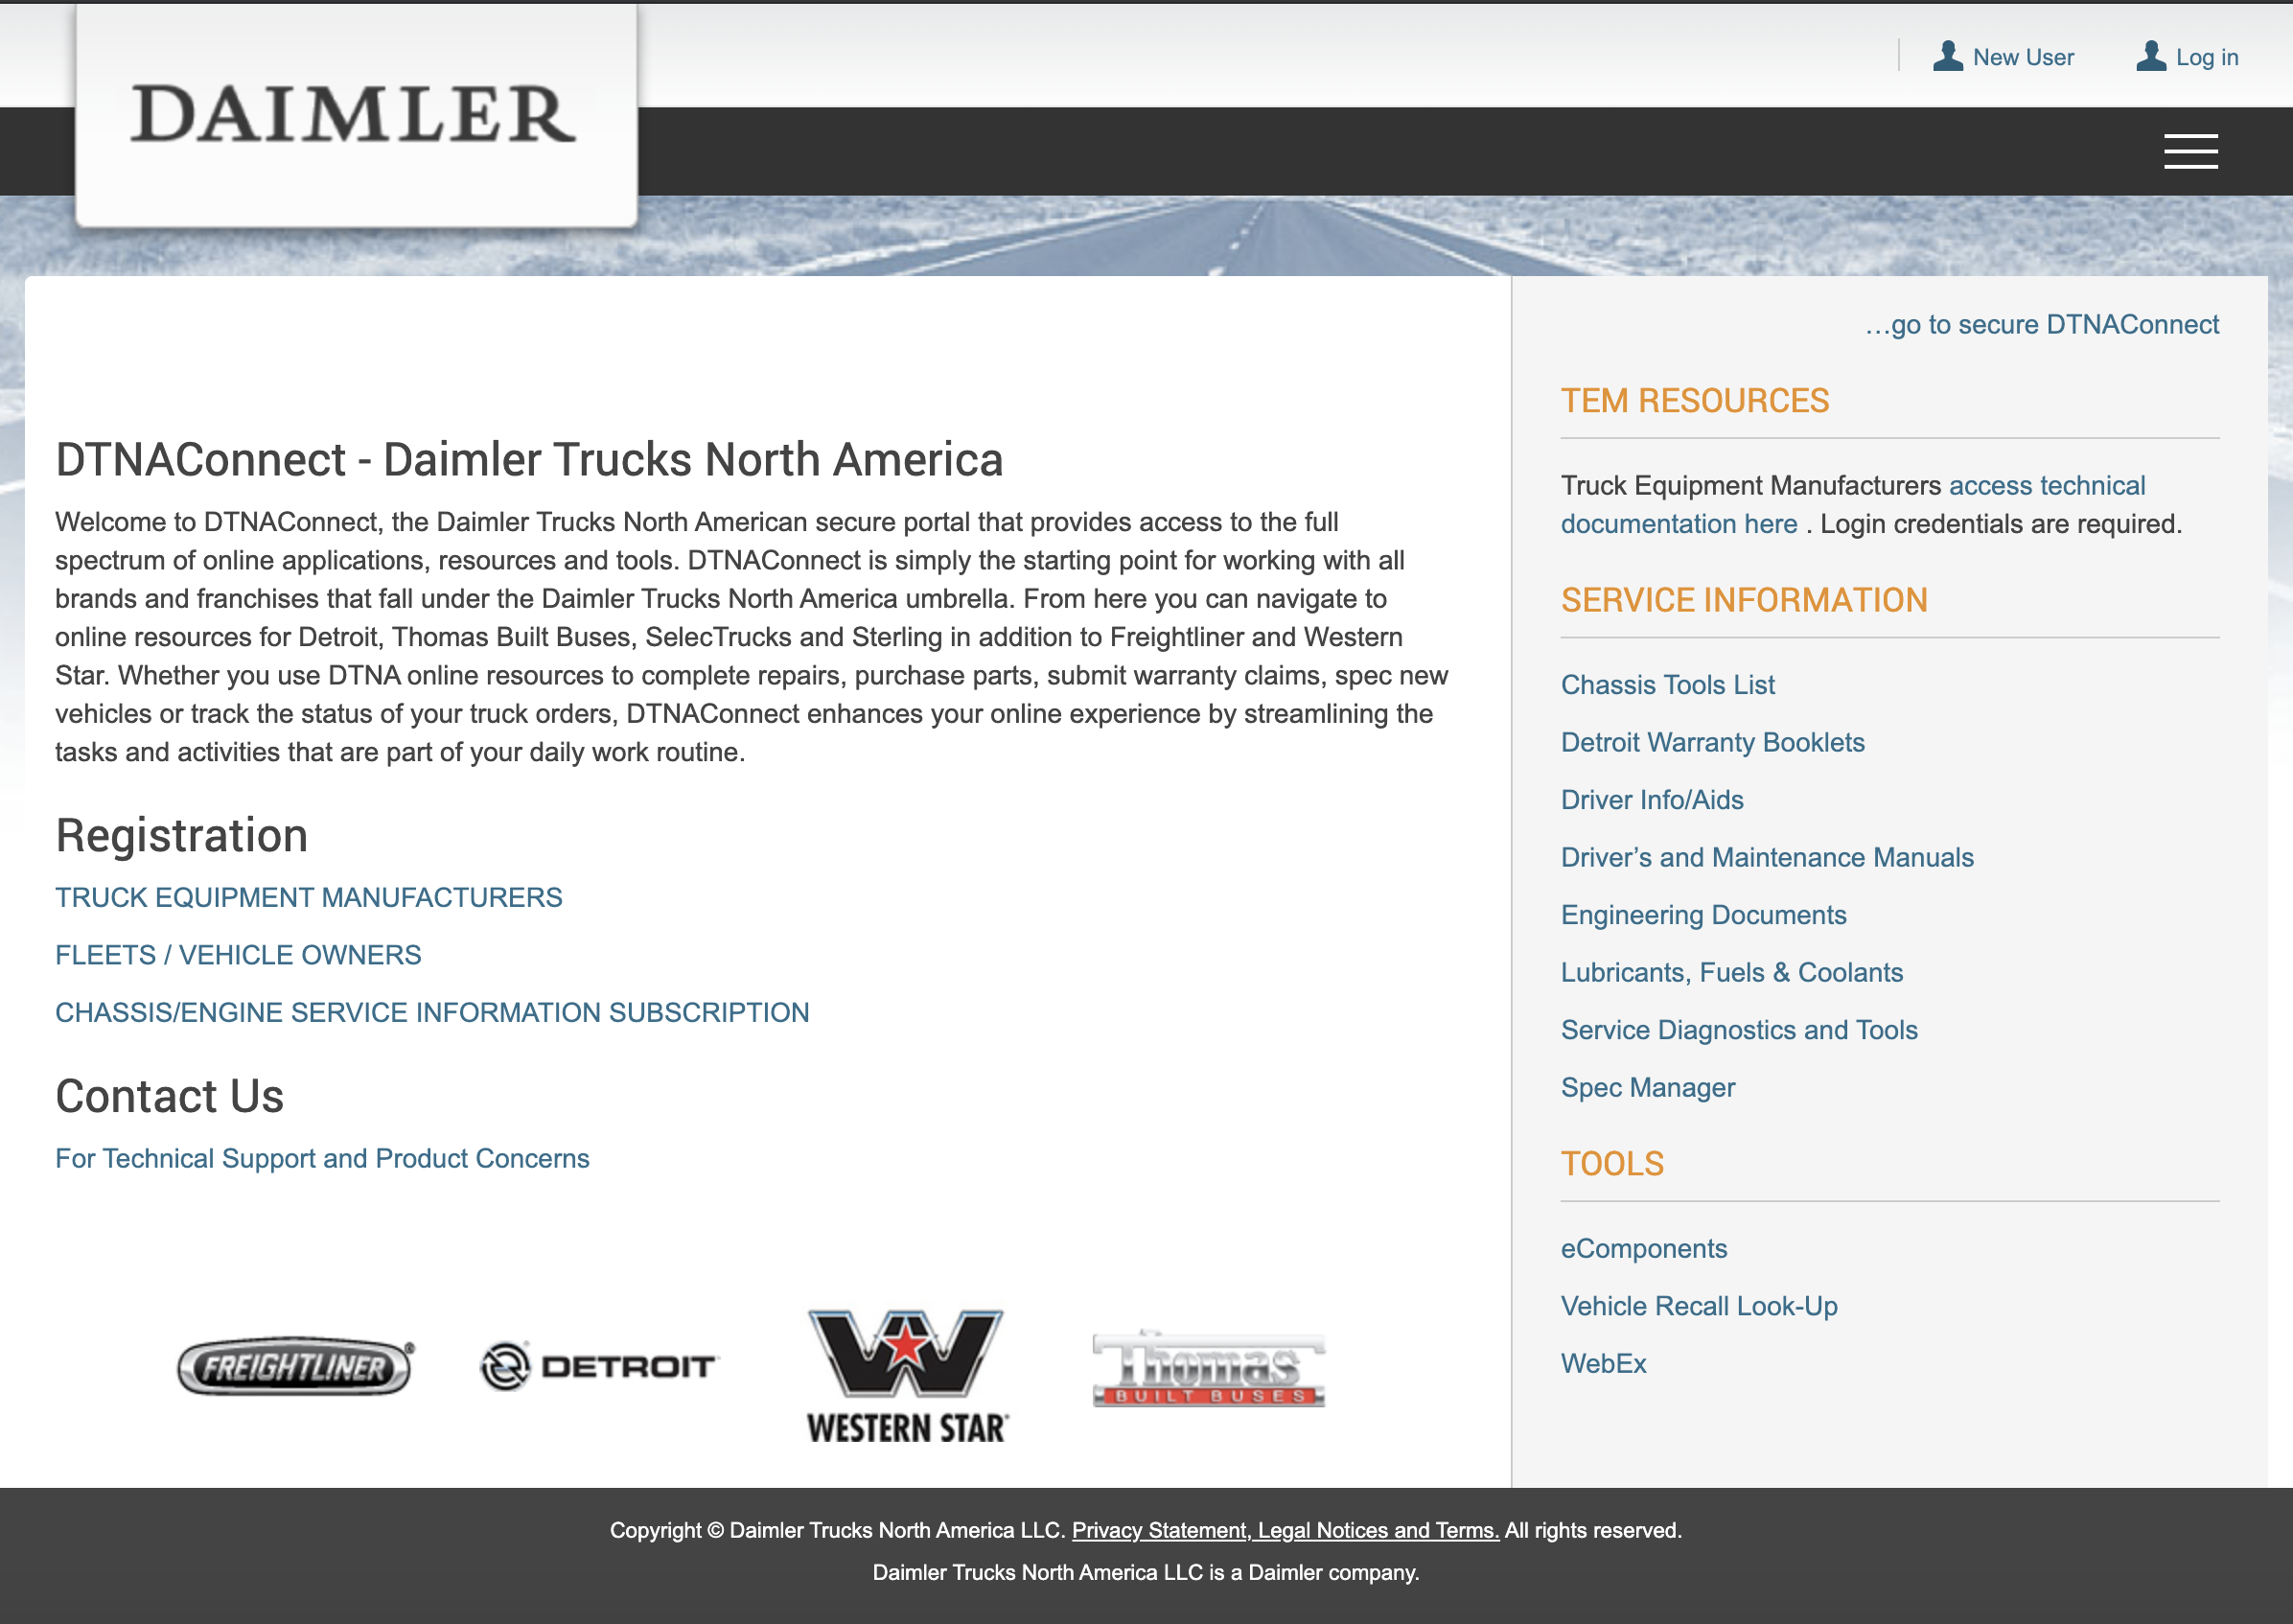 DAIMLER
New User
Log in
DTNAConnect - Daimler Trucks North America
Welcome to DTNAConnect, the Daimler Trucks North American secure portal that provides access to the full
spectrum of online applications, resources and tools. DTNAConnect is simply the starting point for working with all
brands and franchises that fall under the Daimler Trucks North America umbrella. From here you can navigate to
online resources for Detroit, Thomas Built Buses, SelecTrucks and Sterling in addition to Freightliner and Western
Star. Whether you use DTNA online resources to complete repairs, purchase parts, submit warranty claims, spec new
vehicles or track the status of your truck orders, DTNAConnect enhances your online experience by streamlining the
tasks and activities that are part of your daily work routine.
Registration
TRUCK EQUIPMENT MANUFACTURERS
FLEETS / VEHICLE OWNERS
CHASSIS/ENGINE SERVICE INFORMATION SUBSCRIPTION
Contact Us
For Technical Support and Product Concerns
FREIGHTLINER®
DETROIT
WESTERN STAR
Thomas
BUILT BUSES
…go to secure DTNAConnect
TEM RESOURCES
Truck Equipment Manufacturers access technical
documentation here . Login credentials are required.
SERVICE INFORMATION
Chassis Tools List
Detroit Warranty Booklets
Driver Info/Aids
Driver’s and Maintenance Manuals
Engineering Documents
Lubricants, Fuels & Coolants
Service Diagnostics and Tools
Spec Manager
TOOLS
eComponents
Vehicle Recall Look-Up
WebEx
Copyright © Daimler Trucks North America LLC. Privacy Statement, Legal Notices and Terms. All rights reserved.
Daimler Trucks North America LLC is a Daimler company.